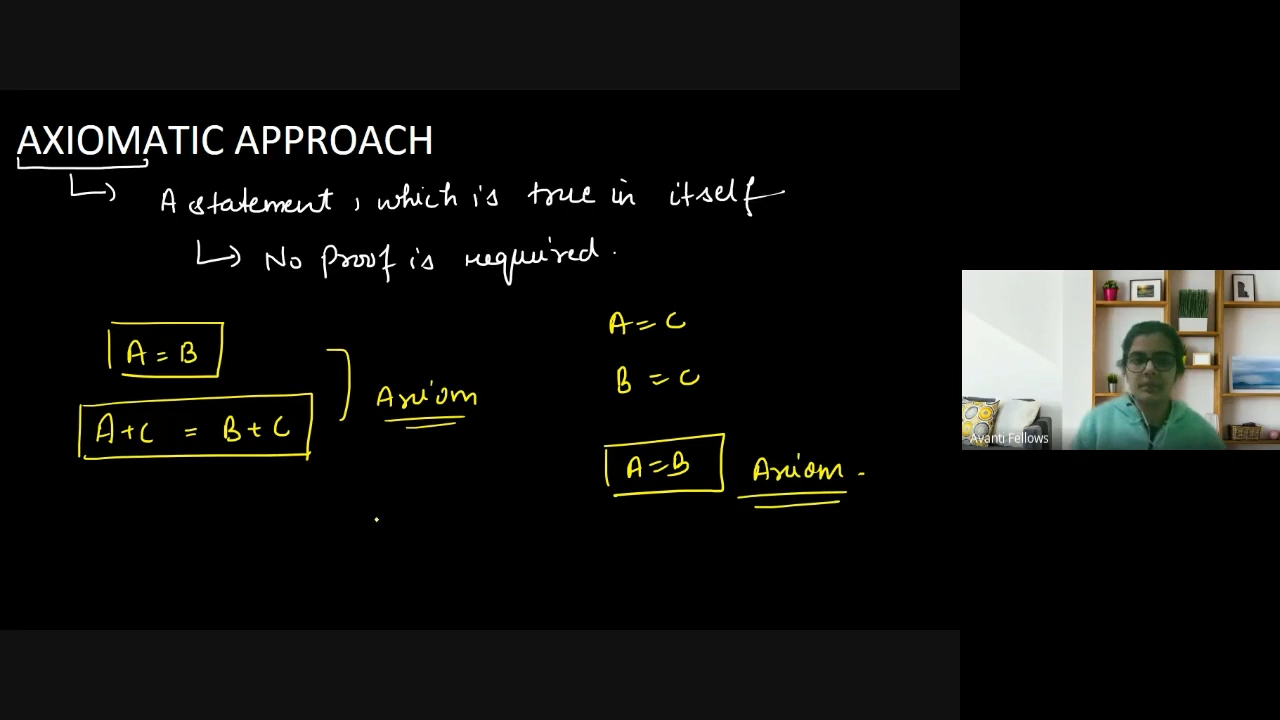 AXIOMATIC APPROACH
A statement, which is true in itself
No Proof is required.
A = B
A+C = B+C
Axiom
A = C
B = C
A=B
Axiom.
Avanti Fellows